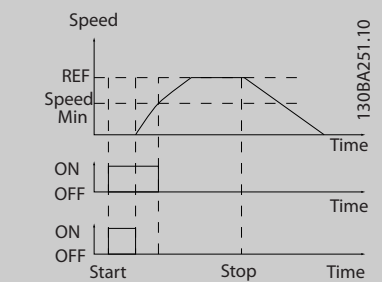 Speed
REF
Speed
Min
Time
ON
OFF
Time
ON
OFF
Start Stop Time
130BA251.10